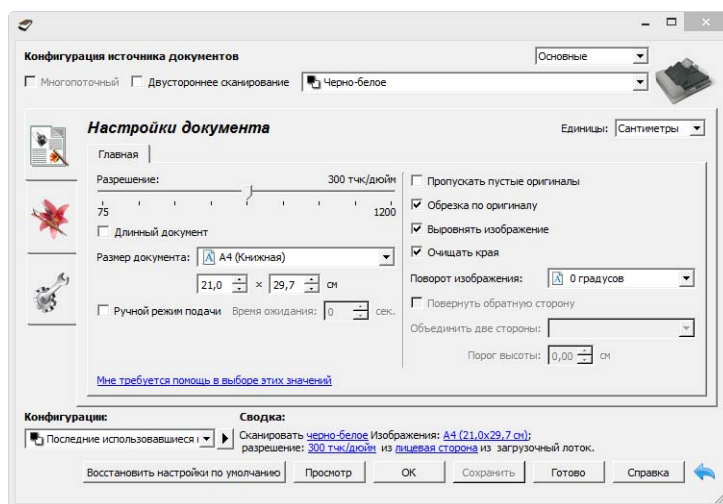 Конфигурация источника документов
Основные
Многопоточный
Двустороннее сканирование
Черно-белое
Настройки документа
Единицы: Сантиметры
Главная
Разрешение: 300 тчк/дюйм
75 1200
Длинный документ
Размер документа: A4 (Книжная)
21,0 × 29,7 см
Ручной режим подачи Время ожидания: 0 сек.
Мне требуется помощь в выборе этих значений
Пропускать пустые оригиналы
Обрезка по оригиналу
Выровнять изображение
Очищать края
Поворот изображения: 0 градусов
Повернуть обратную сторону
Объединить две стороны:
Порог высоты: 0,00 см
Конфигурации:
Последние использовавшиеся
Сводка:
Сканировать черно-белое Изображения: A4 (21,0x29,7 см);
разрешение: 300 тчк/дюйм из лицевая сторона из загрузочный лоток.
Восстановить настройки по умолчанию Просмотр ОК Сохранить Готово Справка